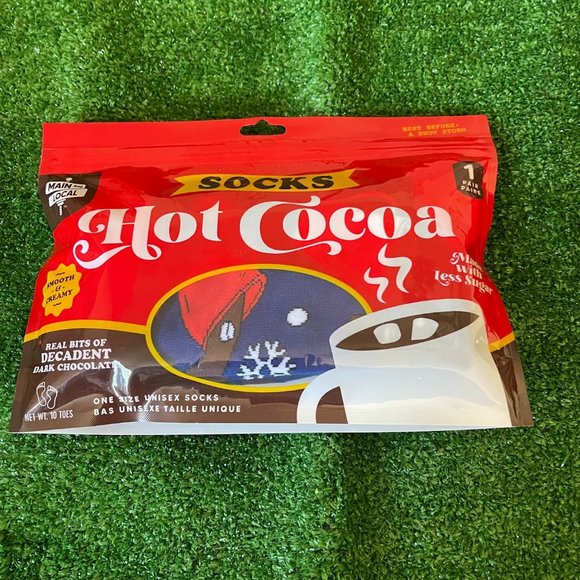 BEST BEFORE:
A SNOW STORM
MAIN AND
LOCAL
SOCKS
1
PAIR
PAIRE
Hot Cocoa
Made
With
Less Sugar
SMOOTH
&
CREAMY
REAL BITS OF
DECADENT
DARK CHOCOLATE
ONE SIZE UNISEX SOCKS
BAS UNISEXE TAILLE UNIQUE
NET WT. 10 TOES